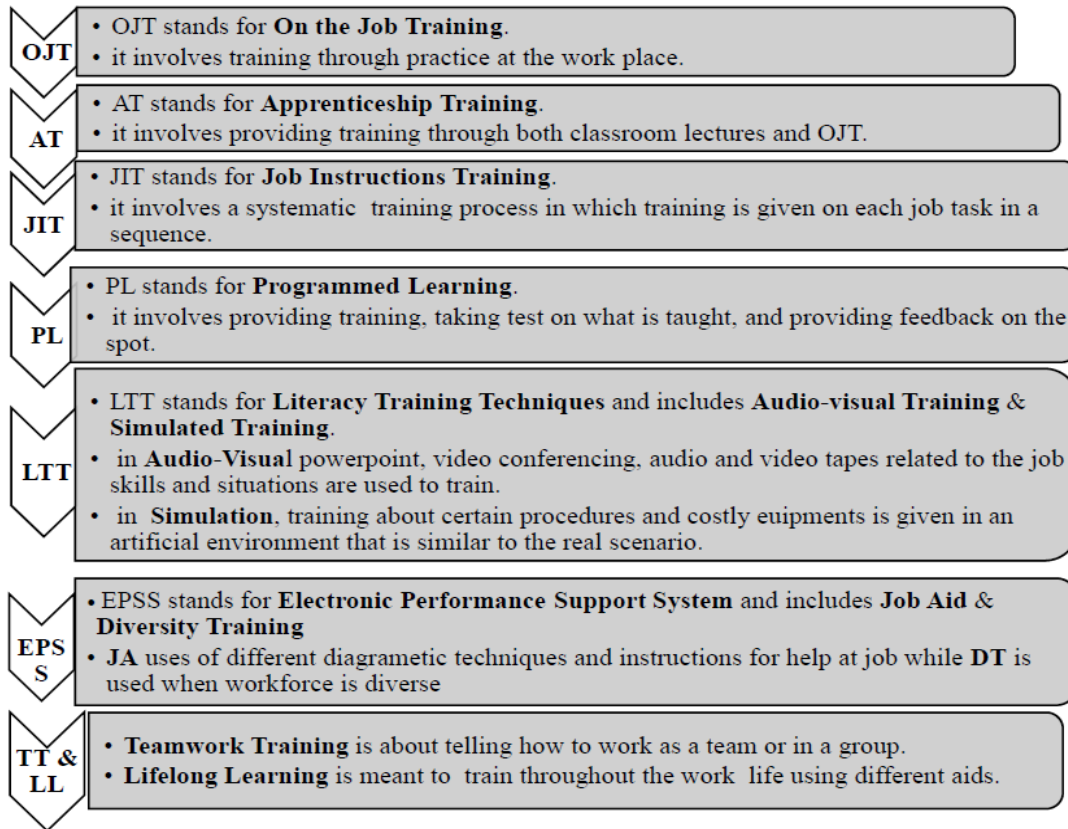 OJT
• OJT stands for On the Job Training.
• it involves training through practice at the work place.
AT
• AT stands for Apprenticeship Training.
• it involves providing training through both classroom lectures and OJT.
JIT
• JIT stands for Job Instructions Training.
• it involves a systematic training process in which training is given on each job task in a
sequence.
PL
• PL stands for Programmed Learning.
• it involves providing training, taking test on what is taught, and providing feedback on the
spot.
LTT
• LTT stands for Literacy Training Techniques and includes Audio-visual Training &
Simulated Training.
• in Audio-Visual powerpoint, video conferencing, audio and video tapes related to the job
skills and situations are used to train.
• in Simulation, training about certain procedures and costly euipments is given in an
artificial environment that is similar to the real scenario.
EPS
S
• EPSS stands for Electronic Performance Support System and includes Job Aid &
Diversity Training
• JA uses of different diagrametic techniques and instructions for help at job while DT is
used when workforce is diverse
TT &
LL
• Teamwork Training is about telling how to work as a team or in a group.
• Lifelong Learning is meant to train throughout the work life using different aids.